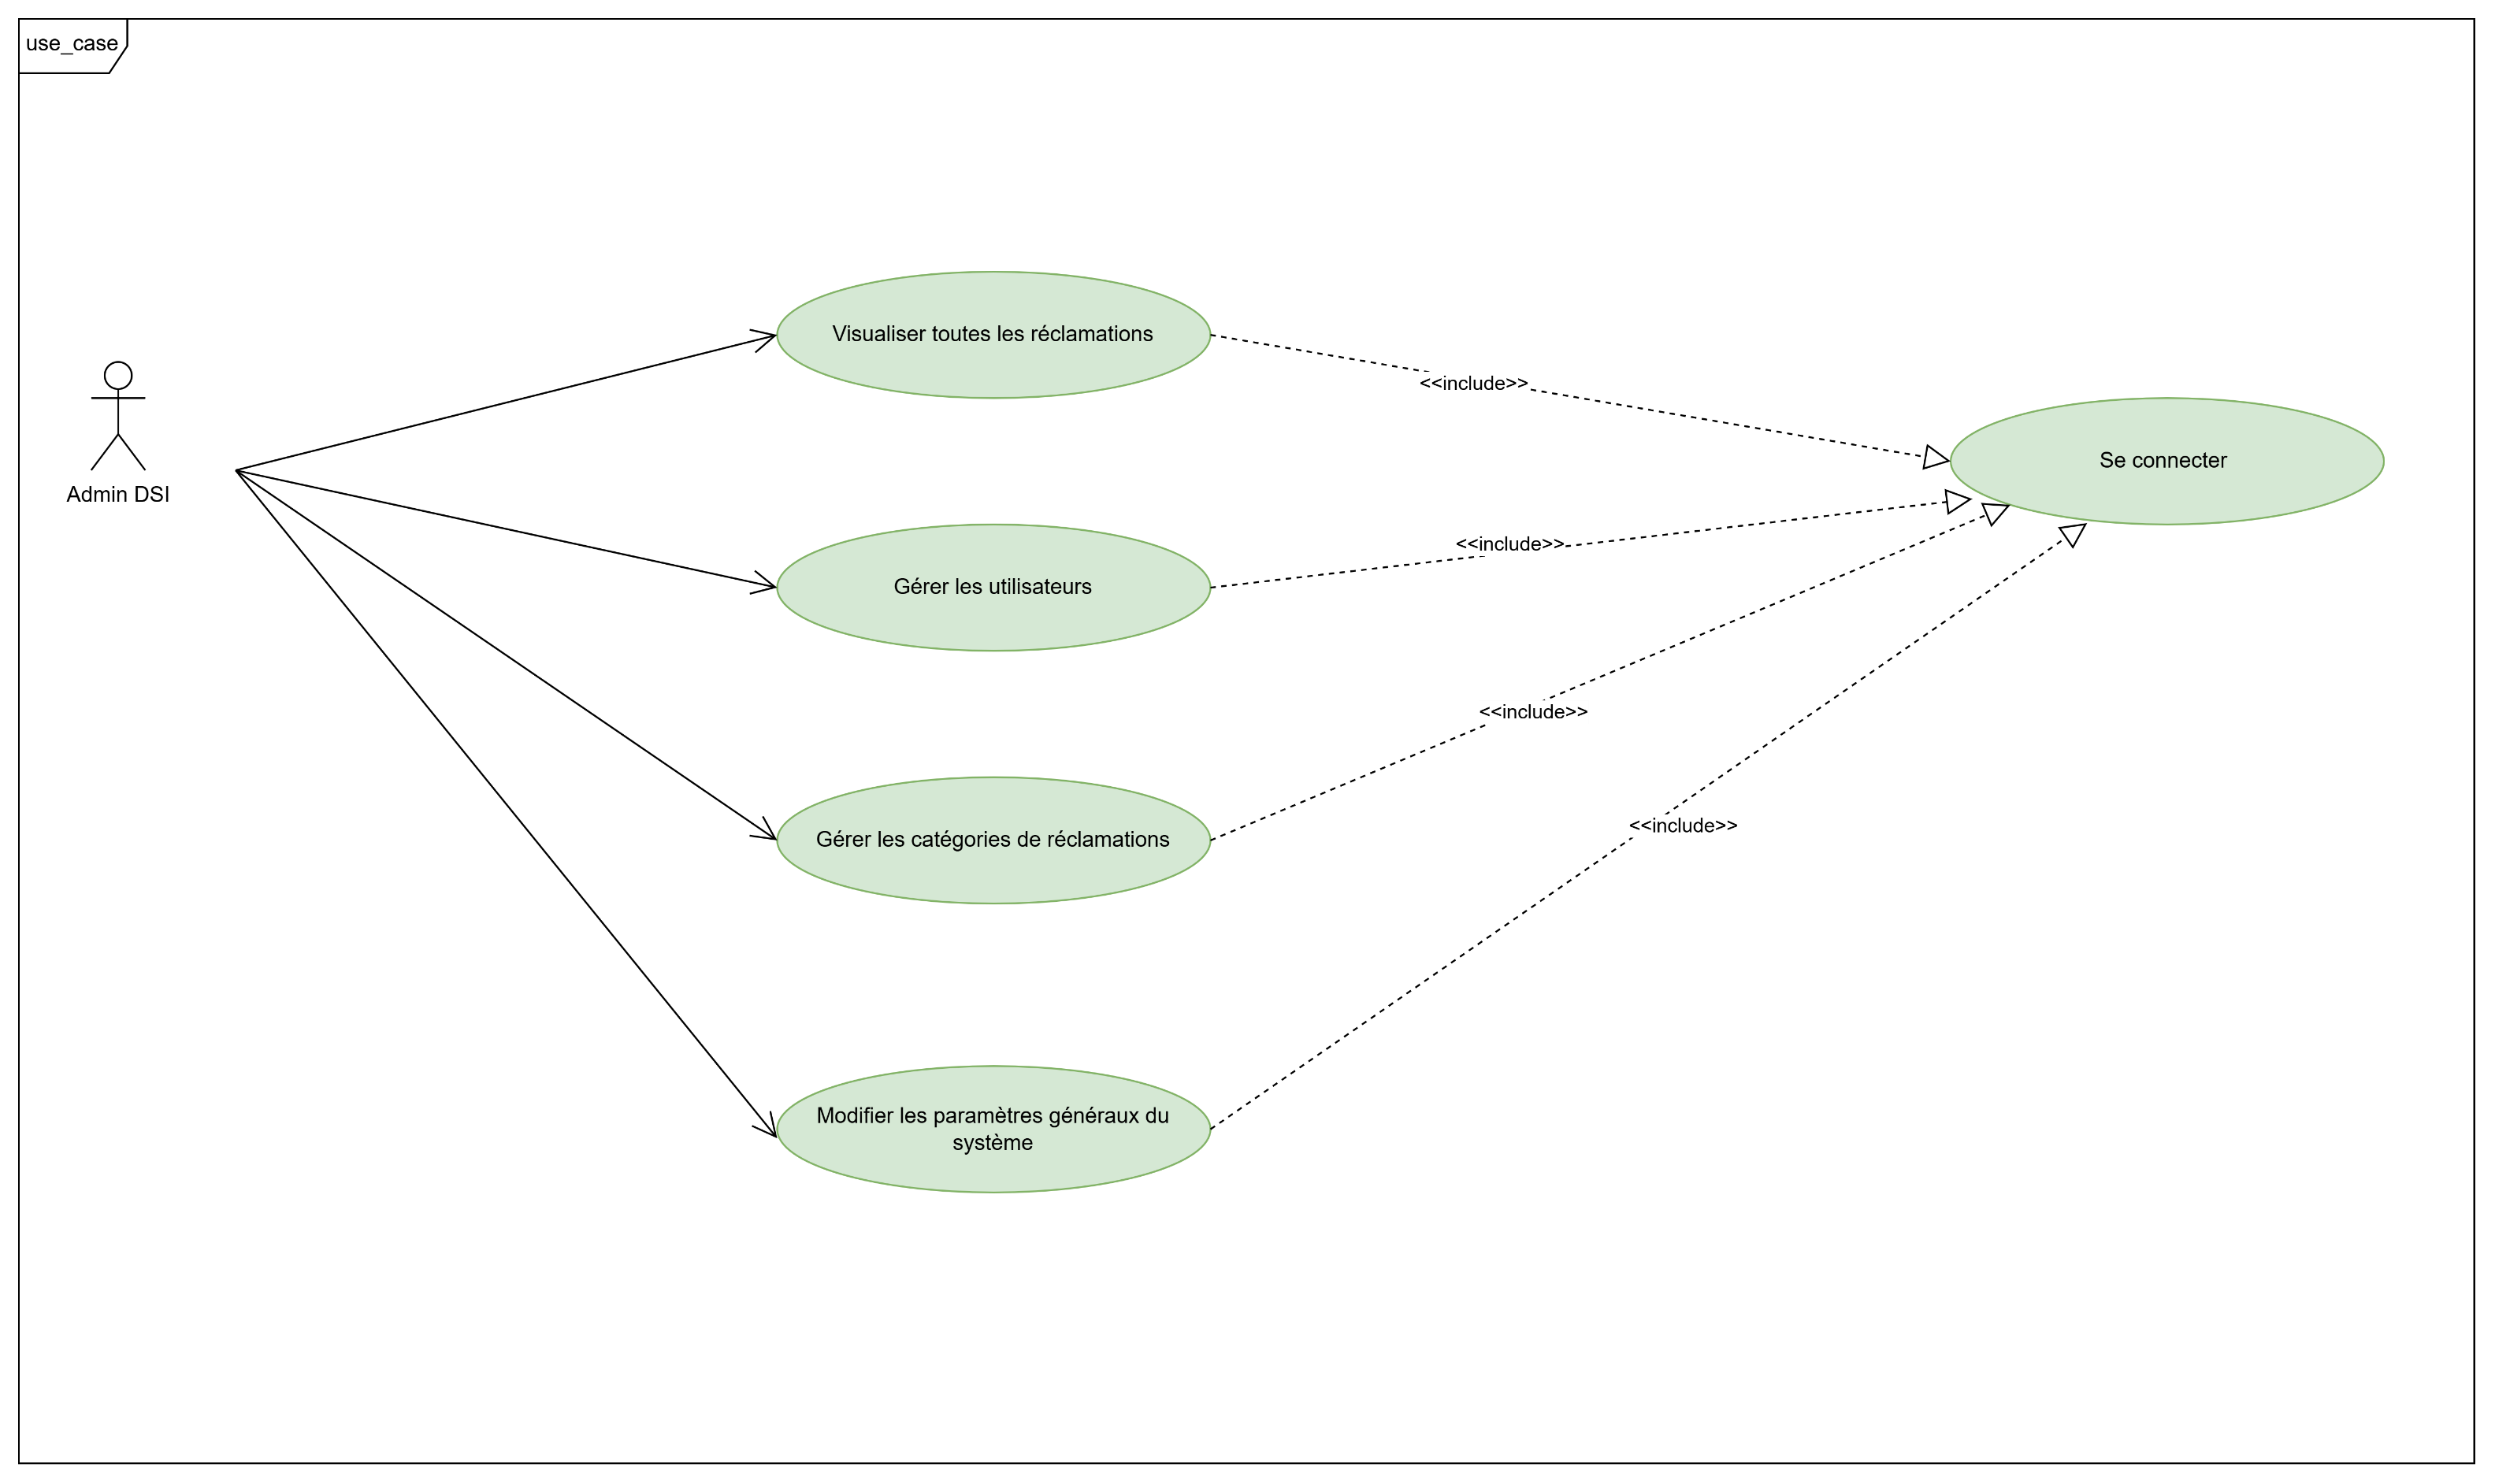 use_case
Visualiser toutes les réclamations
<<include>>
Se connecter
Admin DSI
<<include>>
Gérer les utilisateurs
<<include>>
Gérer les catégories de réclamations
<<include>>
Modifier les paramètres généraux du
système